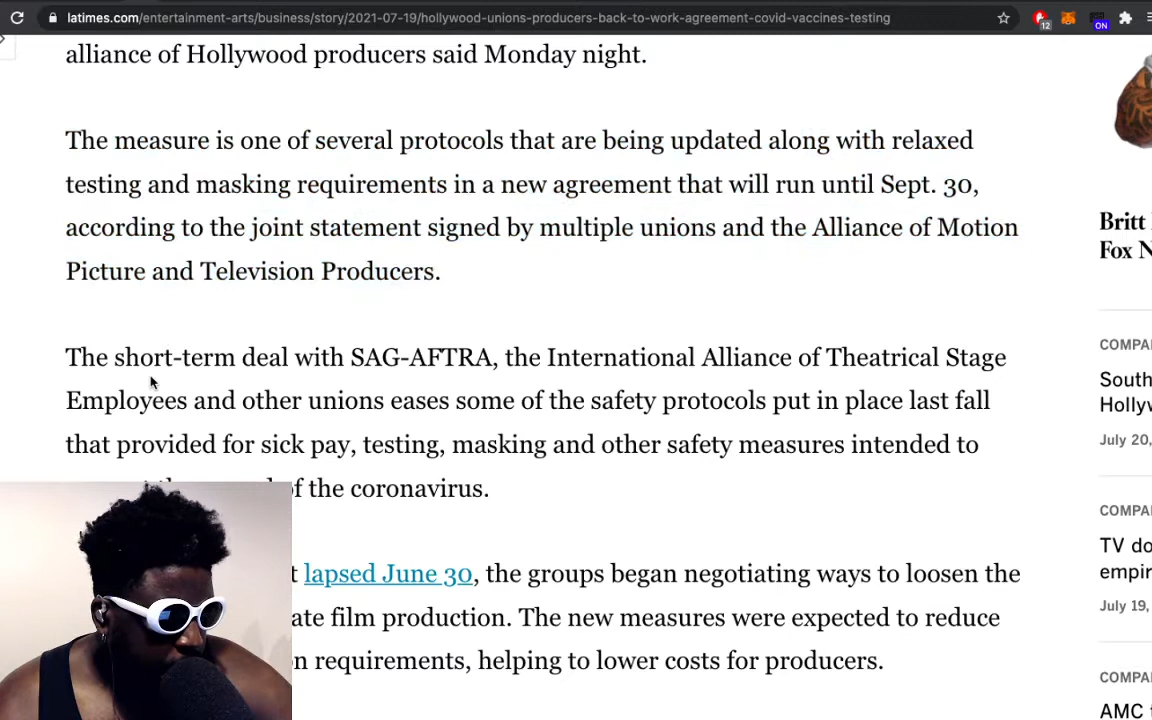 latimes.com/entertainment-arts/business/story/2021-07-19/hollywood-unions-producers-back-to-work-agreement-covid-vaccines-testing
12
ON
alliance of Hollywood producers said Monday night.
The measure is one of several protocols that are being updated along with relaxed
testing and masking requirements in a new agreement that will run until Sept. 30,
according to the joint statement signed by multiple unions and the Alliance of Motion
Picture and Television Producers.
The short-term deal with SAG-AFTRA, the International Alliance of Theatrical Stage
Employees and other unions eases some of the safety protocols put in place last fall
that provided for sick pay, testing, masking and other safety measures intended to
of the coronavirus.
lapsed June 30, the groups began negotiating ways to loosen the
film production. The new measures were expected to reduce
requirements, helping to lower costs for producers.
Britt
Fox N
COMPA
South
Hollyw
July 20,
COMPA
TV do
empir
July 19,
COMPA
AMC